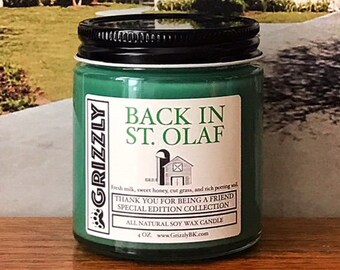 GRIZZLY
BACK IN
ST. OLAF
Fresh milk, sweet honey, cut grass, and rich potting soil.
THANK YOU FOR BEING A FRIEND
SPECIAL EDITION COLLECTION
ALL NATURAL SOY WAX CANDLE
4 OZ. www.GrizzlyBK.com